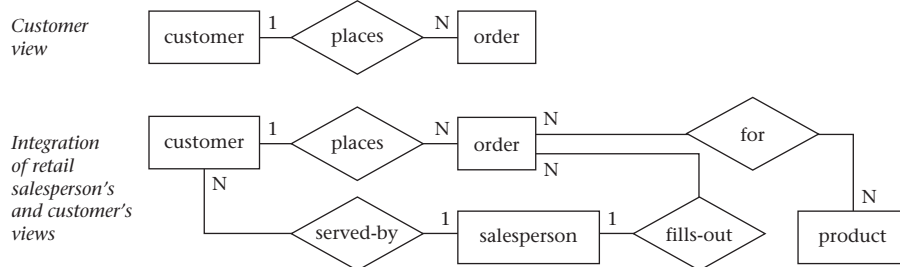 Customer
view
customer 1 places N order
Integration
of retail
salesperson's
and customer's
views
customer 1 places N order N for
N
N
served-by 1 salesperson 1 fills-out
N
product